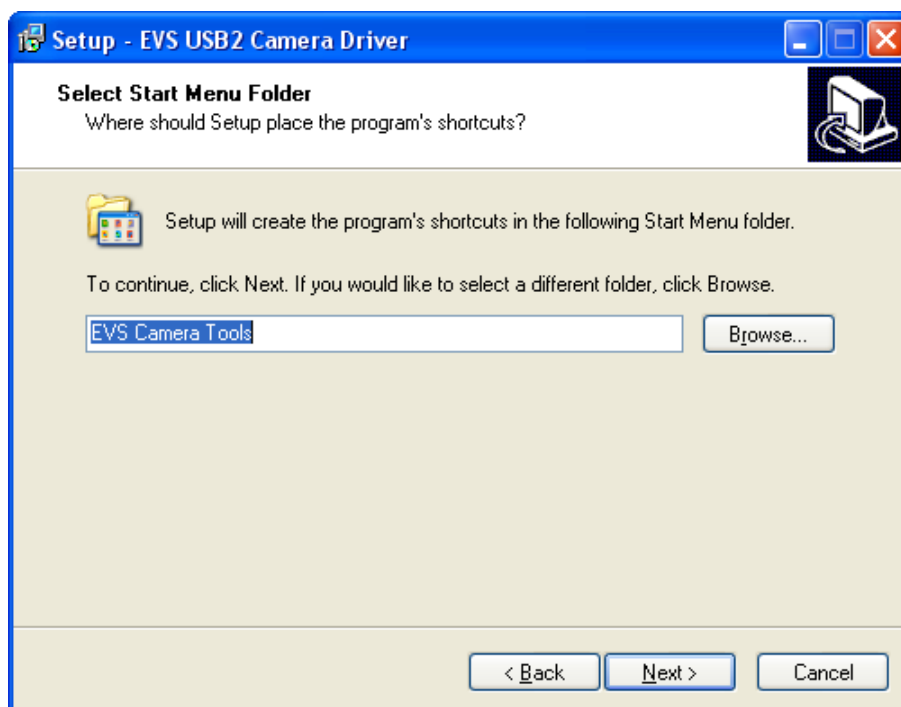 Setup - EVS USB2 Camera Driver
Select Start Menu Folder
Where should Setup place the program's shortcuts?
Setup will create the program's shortcuts in the following Start Menu folder.
To continue, click Next. If you would like to select a different folder, click Browse.
EVS Camera Tools
Browse...
< Back
Next >
Cancel